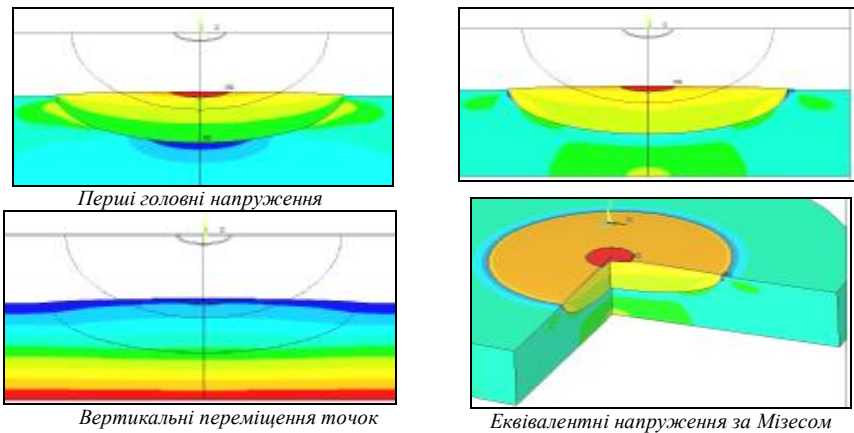 Перші головні напруження
Вертикальні переміщення точок
Еквівалентні напруження за Мізесом